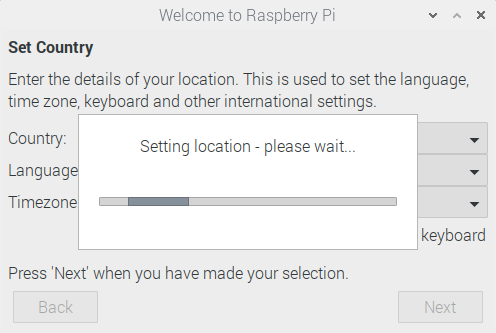 Welcome to Raspberry Pi
Set Country
Enter the details of your location. This is used to set the language,
time zone, keyboard and other international settings.
Country:
Setting location - please wait...
Language
Timezone
keyboard
Press 'Next' when you have made your selection.
Back
Next